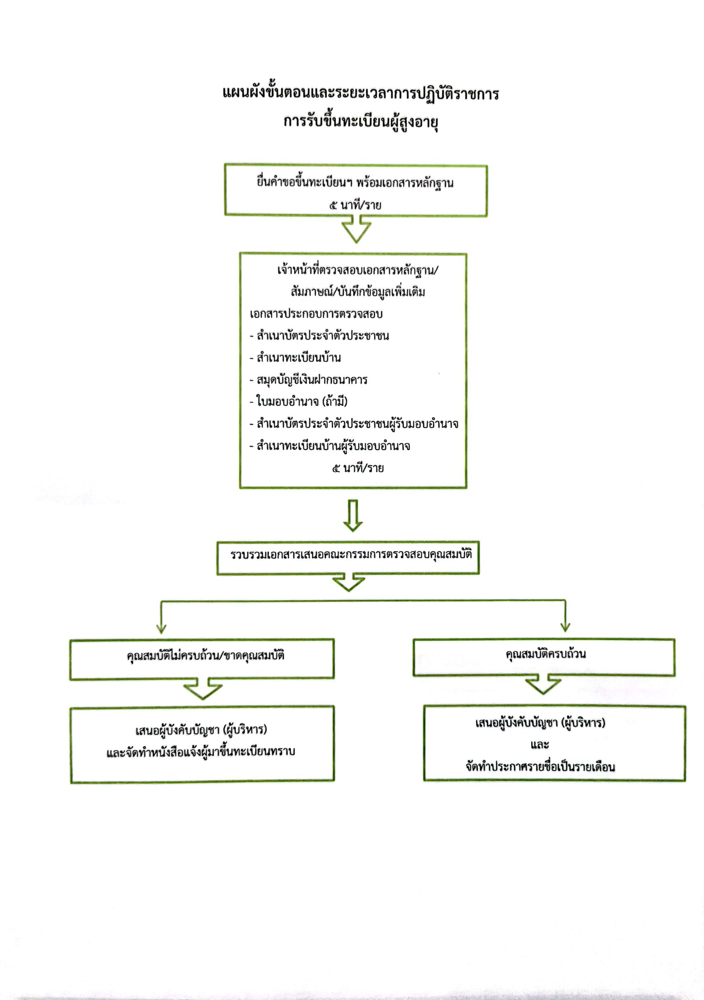 แผนผังขั้นตอนและระยะเวลาการปฏิบัติราชการ
การรับขึ้นทะเบียนผู้สูงอายุ
ยื่นคำขอขึ้นทะเบียนฯ พร้อมเอกสารหลักฐาน
๕ นาที/ราย
เจ้าหน้าที่ตรวจสอบเอกสารหลักฐาน/
สัมภาษณ์/บันทึกข้อมูลเพิ่มเติม
เอกสารประกอบการตรวจสอบ
- สำเนาบัตรประจำตัวประชาชน
- สำเนาทะเบียนบ้าน
- สมุดบัญชีเงินฝากธนาคาร
- ใบมอบอำนาจ (ถ้ามี)
- สำเนาบัตรประจำตัวประชาชนผู้รับมอบอำนาจ
- สำเนาทะเบียนบ้านผู้รับมอบอำนาจ
๕ นาที/ราย
รวบรวมเอกสารเสนอคณะกรรมการตรวจสอบคุณสมบัติ
คุณสมบัติไม่ครบถ้วน/ขาดคุณสมบัติ
เสนอผู้บังคับบัญชา (ผู้บริหาร)
และจัดทำหนังสือแจ้งผู้มาขึ้นทะเบียนทราบ
คุณสมบัติครบถ้วน
เสนอผู้บังคับบัญชา (ผู้บริหาร)
และ
จัดทำประกาศรายชื่อเป็นรายเดือน